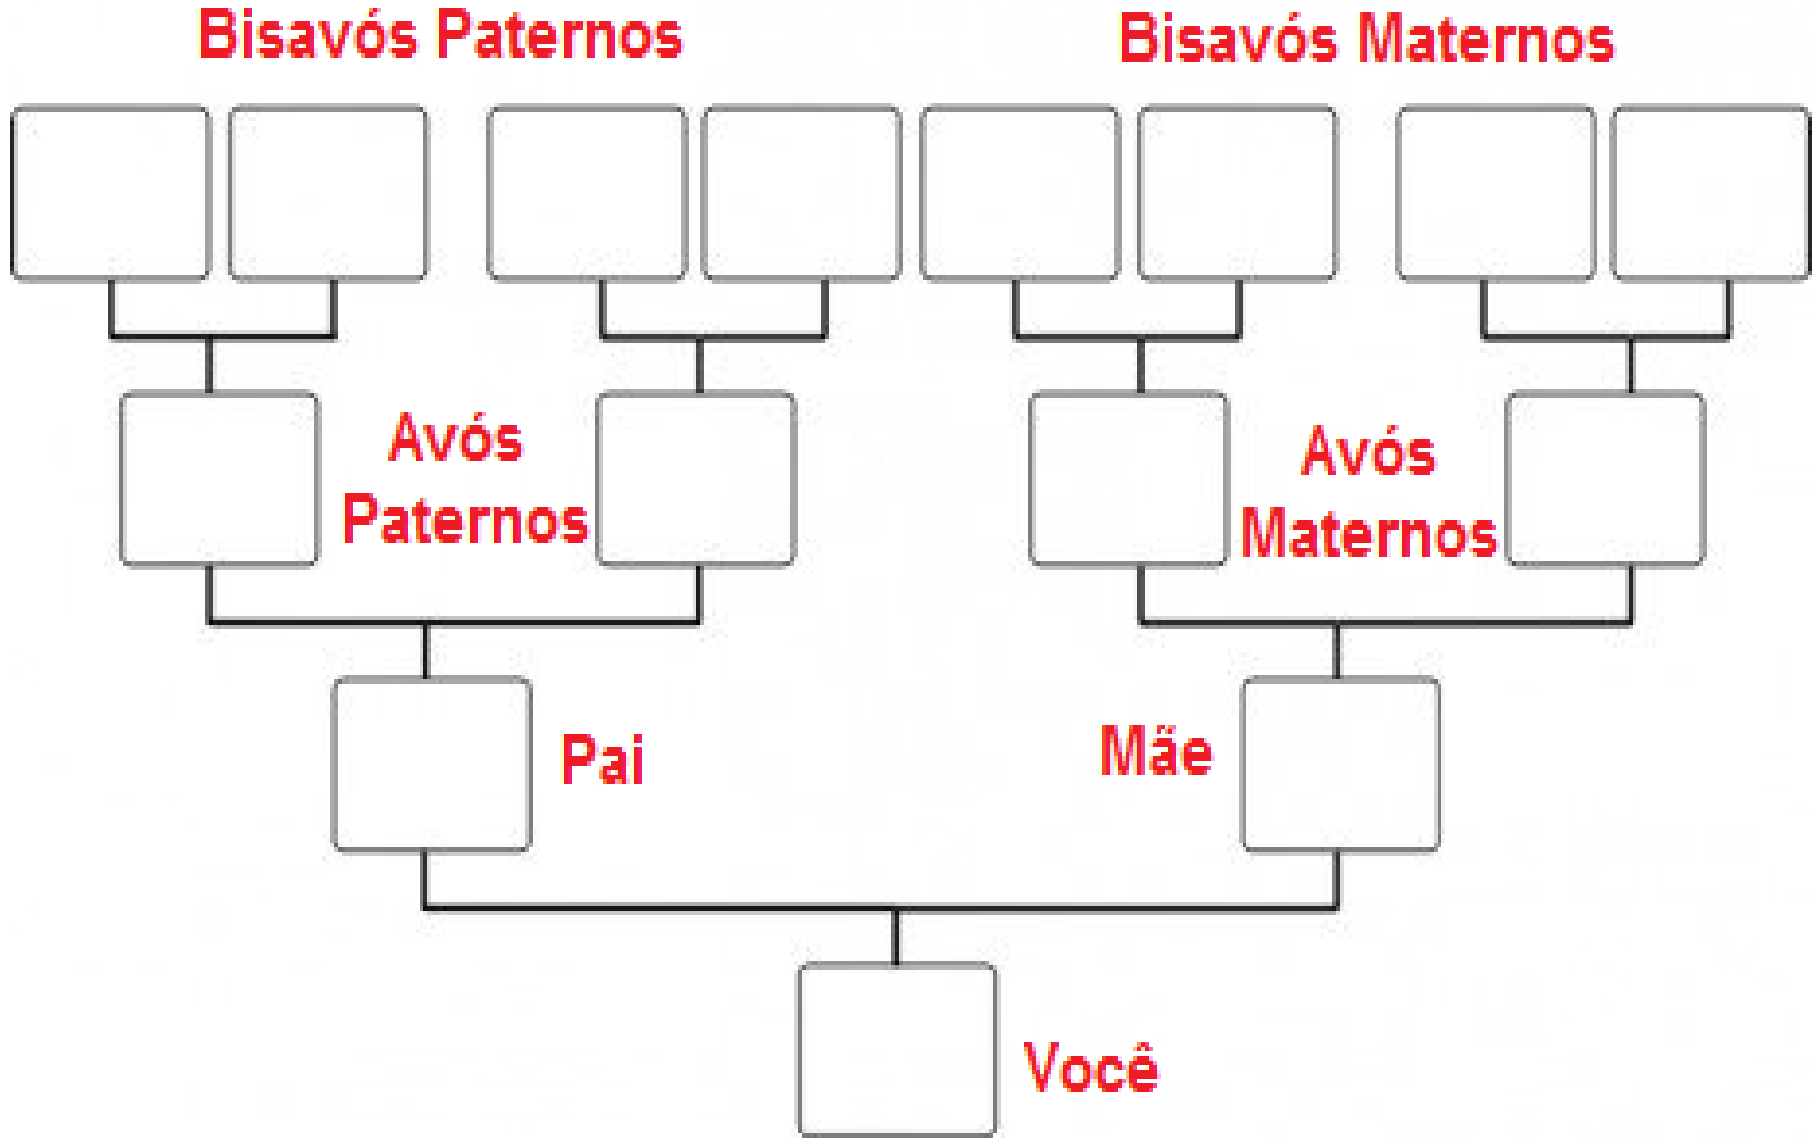 Bisavós Paternos
Bisavós Maternos
Avós
Paternos
Avós
Maternos
Pai
Mãe
Você